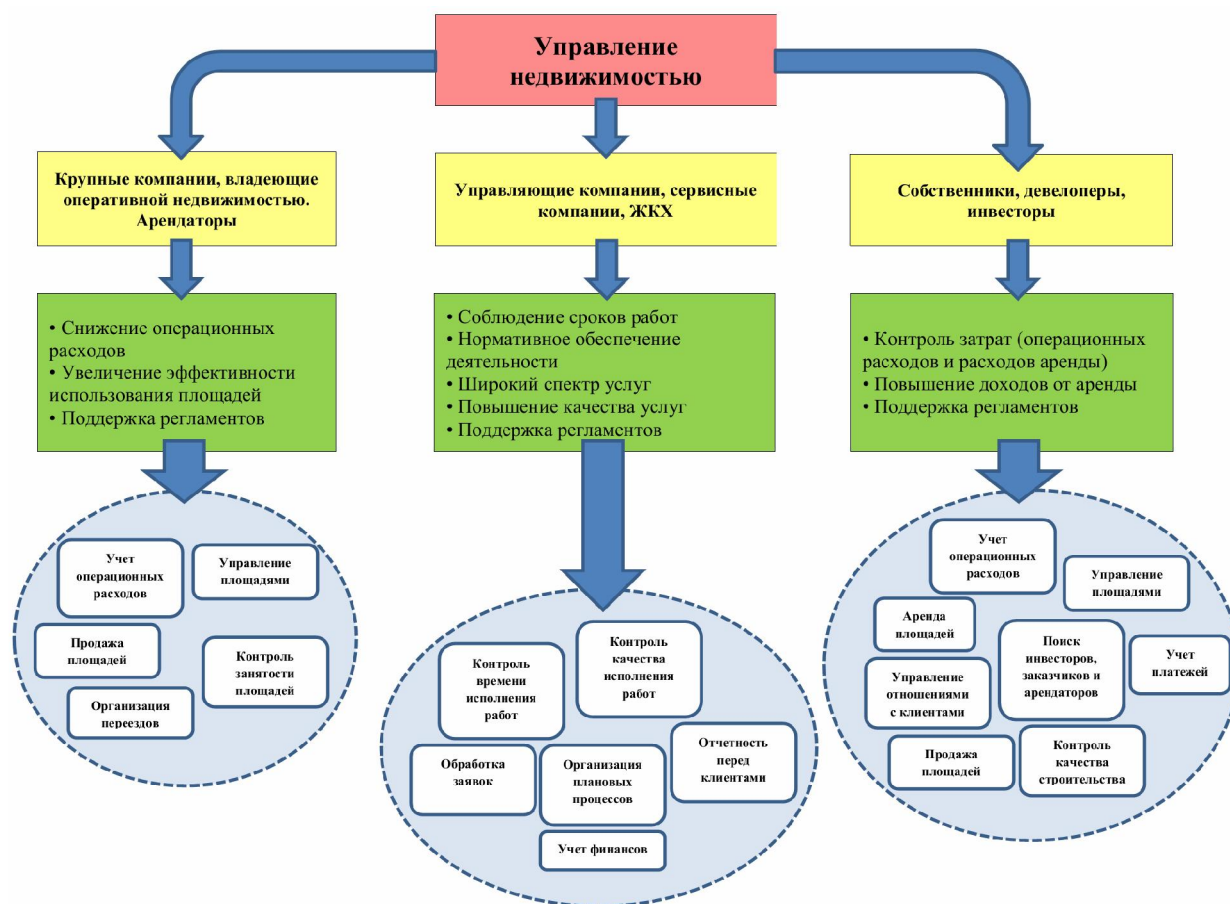 Управление
недвижимостью
Крупные компании, владеющие
оперативной недвижимостью.
Арендаторы
Управляющие компании, сервисные
компании, ЖКХ
Собственники, девелоперы,
инвесторы
• Снижение операционных
расходов
• Увеличение эффективности
использования площадей
• Поддержка регламентов
• Соблюдение сроков работ
• Нормативное обеспечение
деятельности
• Широкий спектр услуг
• Повышение качества услуг
• Поддержка регламентов
• Контроль затрат (операционных
расходов и расходов аренды)
• Повышение доходов от аренды
• Поддержка регламентов
Учет
операционных
расходов
Управление
площадями
Продажа
площадей
Контроль
занятости
площадей
Организация
переездов
Контроль
времени
исполнения
работ
Контроль
качества
исполнения
работ
Обработка
заявок
Организация
плановых
процессов
Отчетность
перед
клиентами
Учет финансов
Учет
операционных
расходов
Управление
площадями
Аренда
площадей
Поиск
инвесторов,
заказчиков и
арендаторов
Учет
платежей
Управление
отношениями
с клиентами
Продажа
площадей
Контроль
качества
строительства